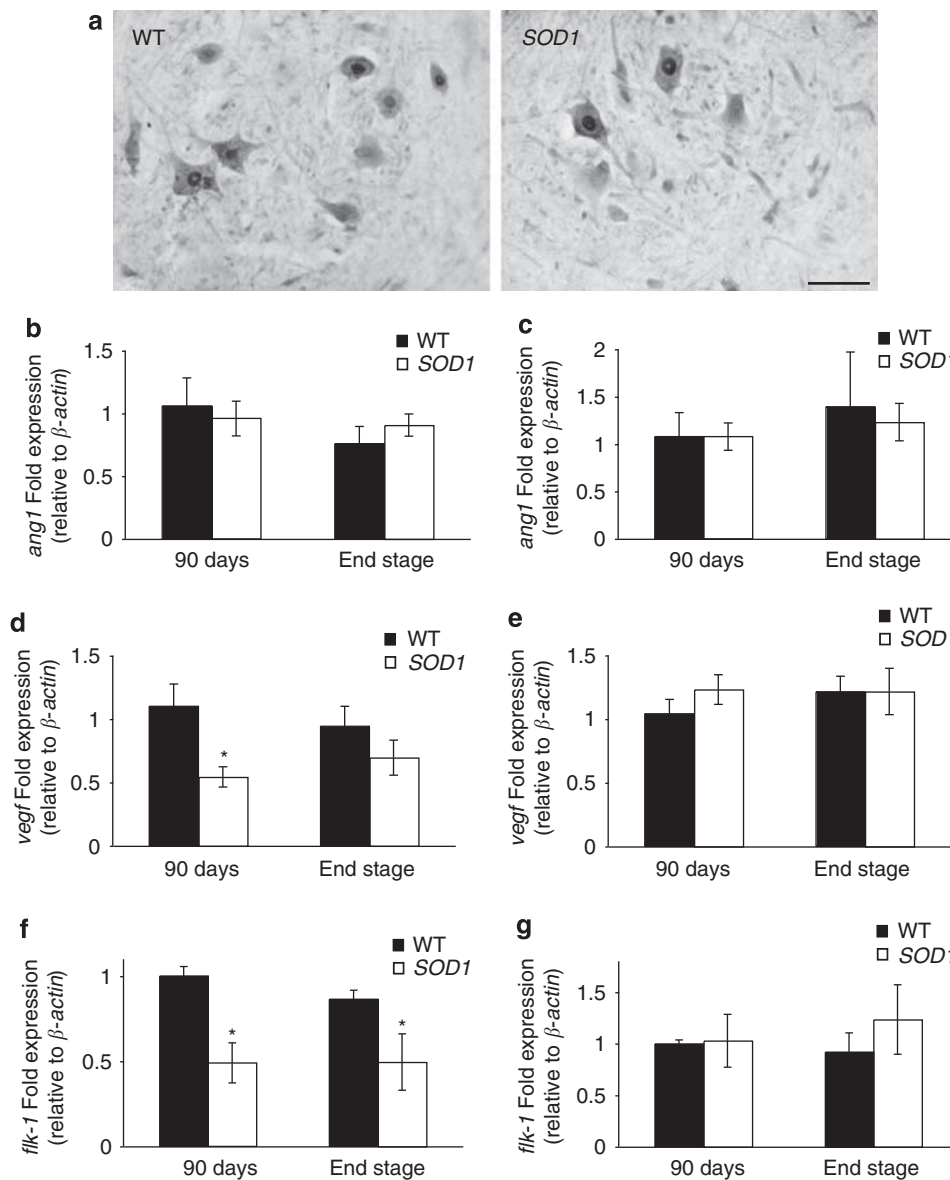 a
WT
SOD1
b
WT
SOD1
ang1 Fold expression
(relative to β-actin)
1.5
1
0.5
0
90 days
End stage
c
WT
SOD1
ang1 Fold expression
(relative to β-actin)
2
1.5
1
0.5
0
90 days
End stage
d
WT
SOD1
vegf Fold expression
(relative to β-actin)
1.5
1
0.5
0
*
90 days
End stage
e
WT
SOD
vegf Fold expression
(relative to β-actin)
1.5
1
0.5
0
90 days
End stage
f
WT
SOD1
flk-1 Fold expression
(relative to β-actin)
1
0.5
0
*
*
90 days
End stage
g
WT
SOD1
flk-1 Fold expression
(relative to β-actin)
1.5
1
0.5
0
90 days
End stage